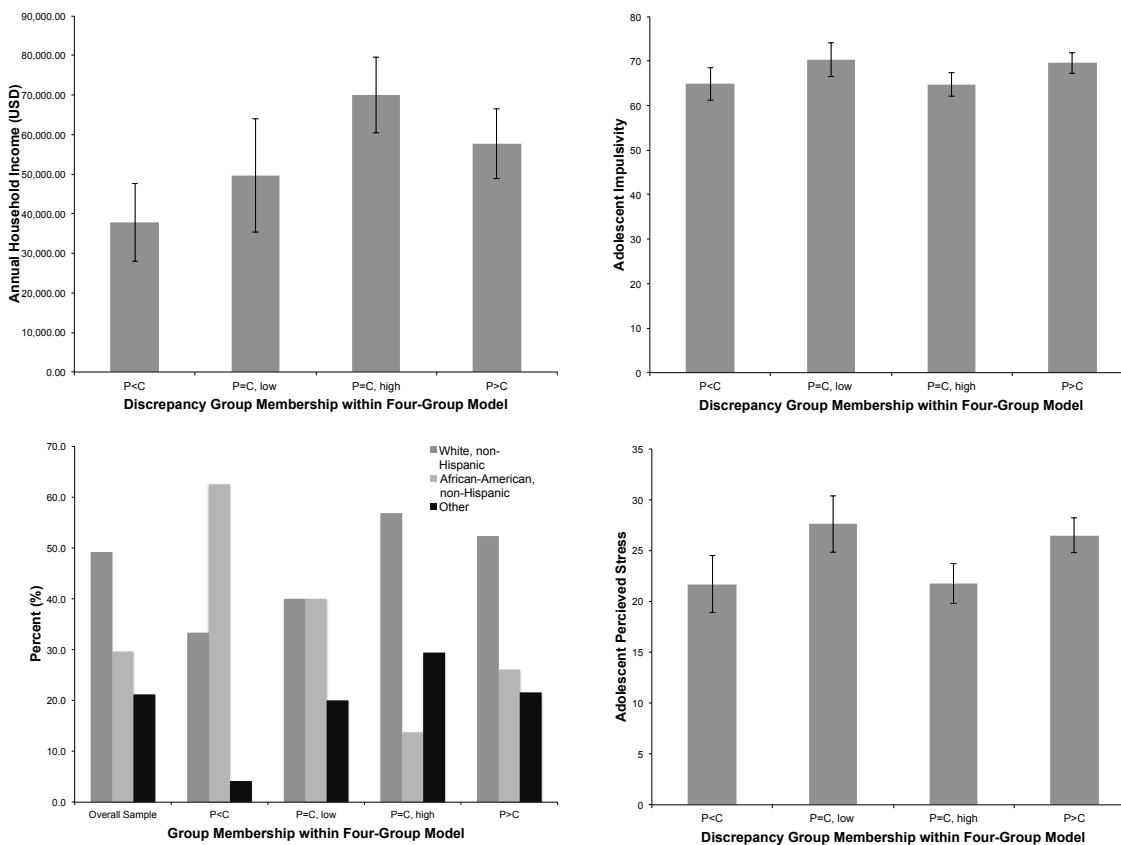 90,000.00
80,000.00
70,000.00
60,000.00
50,000.00
40,000.00
30,000.00
20,000.00
10,000.00
0.00
Annual Household Income (USD)
P<C
P=C, low
P=C, high
P>C
Discrepancy Group Membership within Four-Group Model
80
70
60
50
40
30
20
10
0
Adolescent Impulsivity
P<C
P=C, low
P=C, high
P>C
Discrepancy Group Membership within Four-Group Model
70.0
60.0
50.0
40.0
30.0
20.0
10.0
0.0
Percent (%)
White, non-
Hispanic
African-American,
non-Hispanic
Other
Overall Sample
P<C
P=C, low
P=C, high
P>C
Group Membership within Four-Group Model
35
30
25
20
15
10
5
0
Adolescent Percieved Stress
P<C
P=C, low
P=C, high
P>C
Discrepancy Group Membership within Four-Group Model